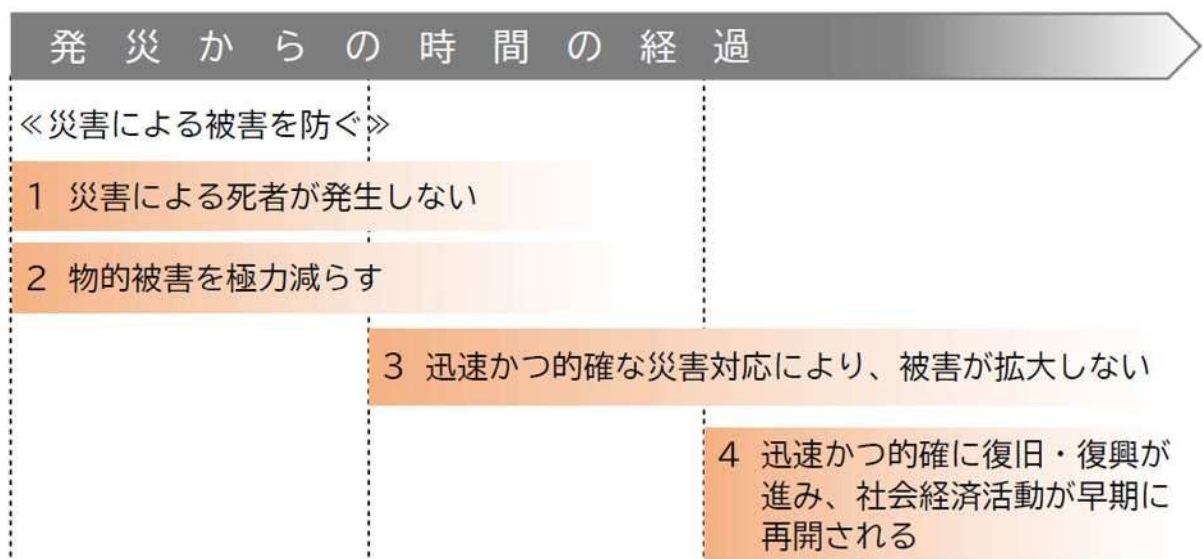 発災からの時間の経過
≪災害による被害を防ぐ≫
1 災害による死者が発生しない
2 物的被害を極力減らす
3 迅速かつ的確な災害対応により、被害が拡大しない
4 迅速かつ的確に復旧・復興が
進み、社会経済活動が早期に
再開される